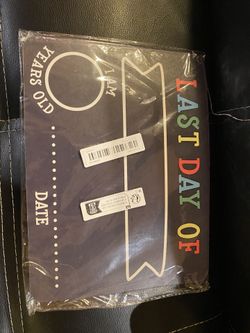 LAST DAY OF
I AM
YEARS OLD
DATE